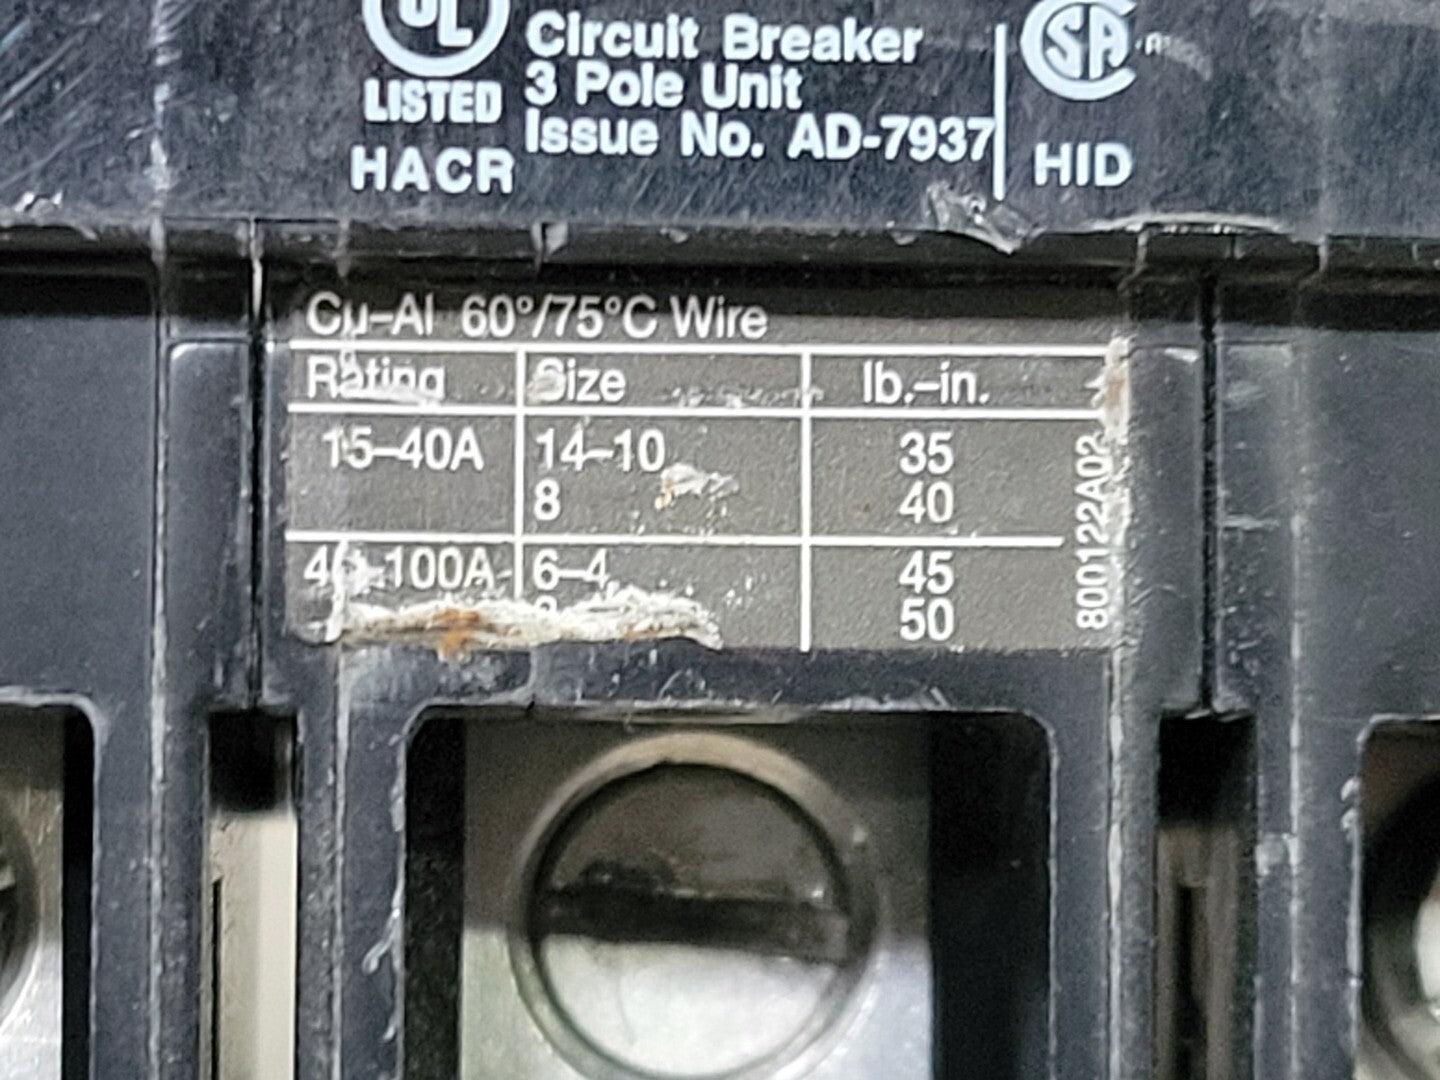 UL
LISTED
HACR
Circuit Breaker
3 Pole Unit
Issue No. AD-7937
SA
HID
Cu-Al 60°/75°C Wire
Rating Size lb.-in.
15-40A 14-10 35
8 40
-100A 6-4 45
50
800122A02